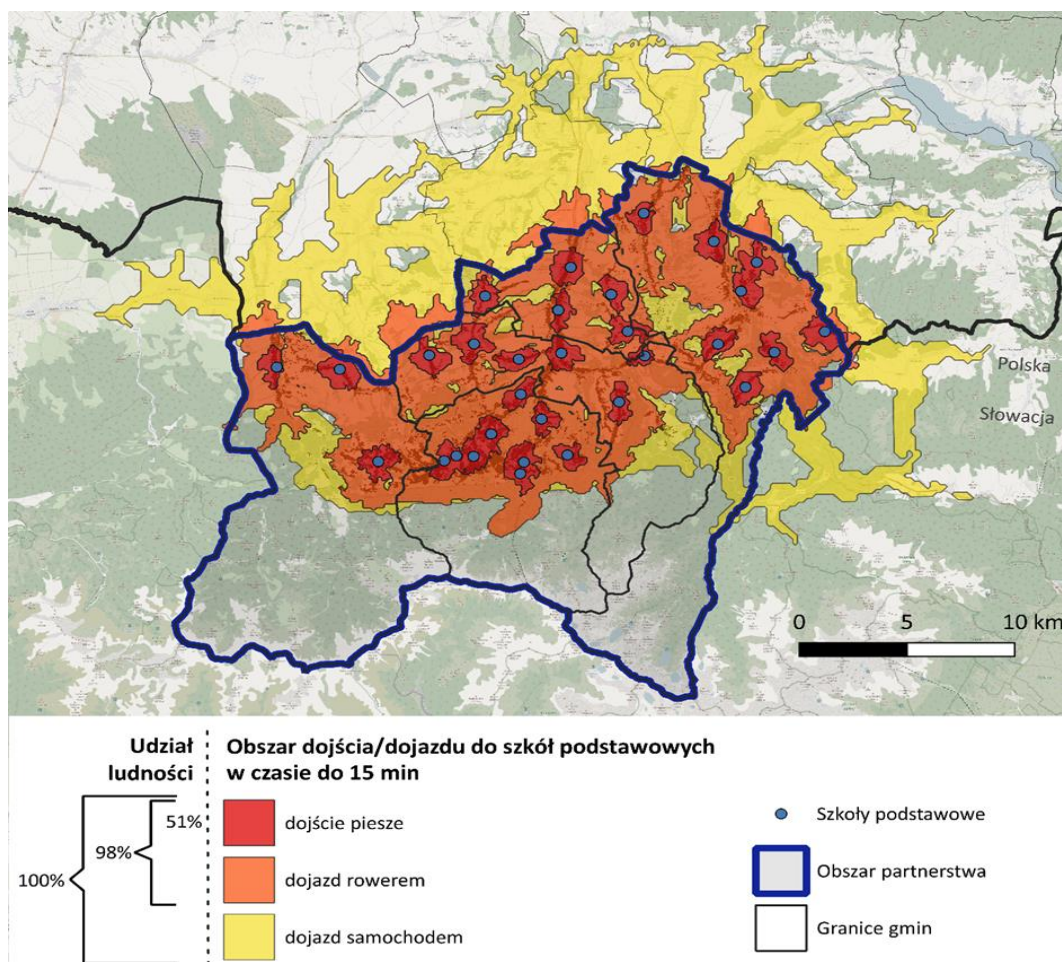 Polska
Słowacja
0 5 10 km
Udział
ludności
Obszar dojścia/dojazdu do szkół podstawowych
w czasie do 15 min
51%
98%
100%
dojście piesze
dojazd rowerem
dojazd samochodem
Szkoły podstawowe
Obszar partnerstwa
Granice gmin